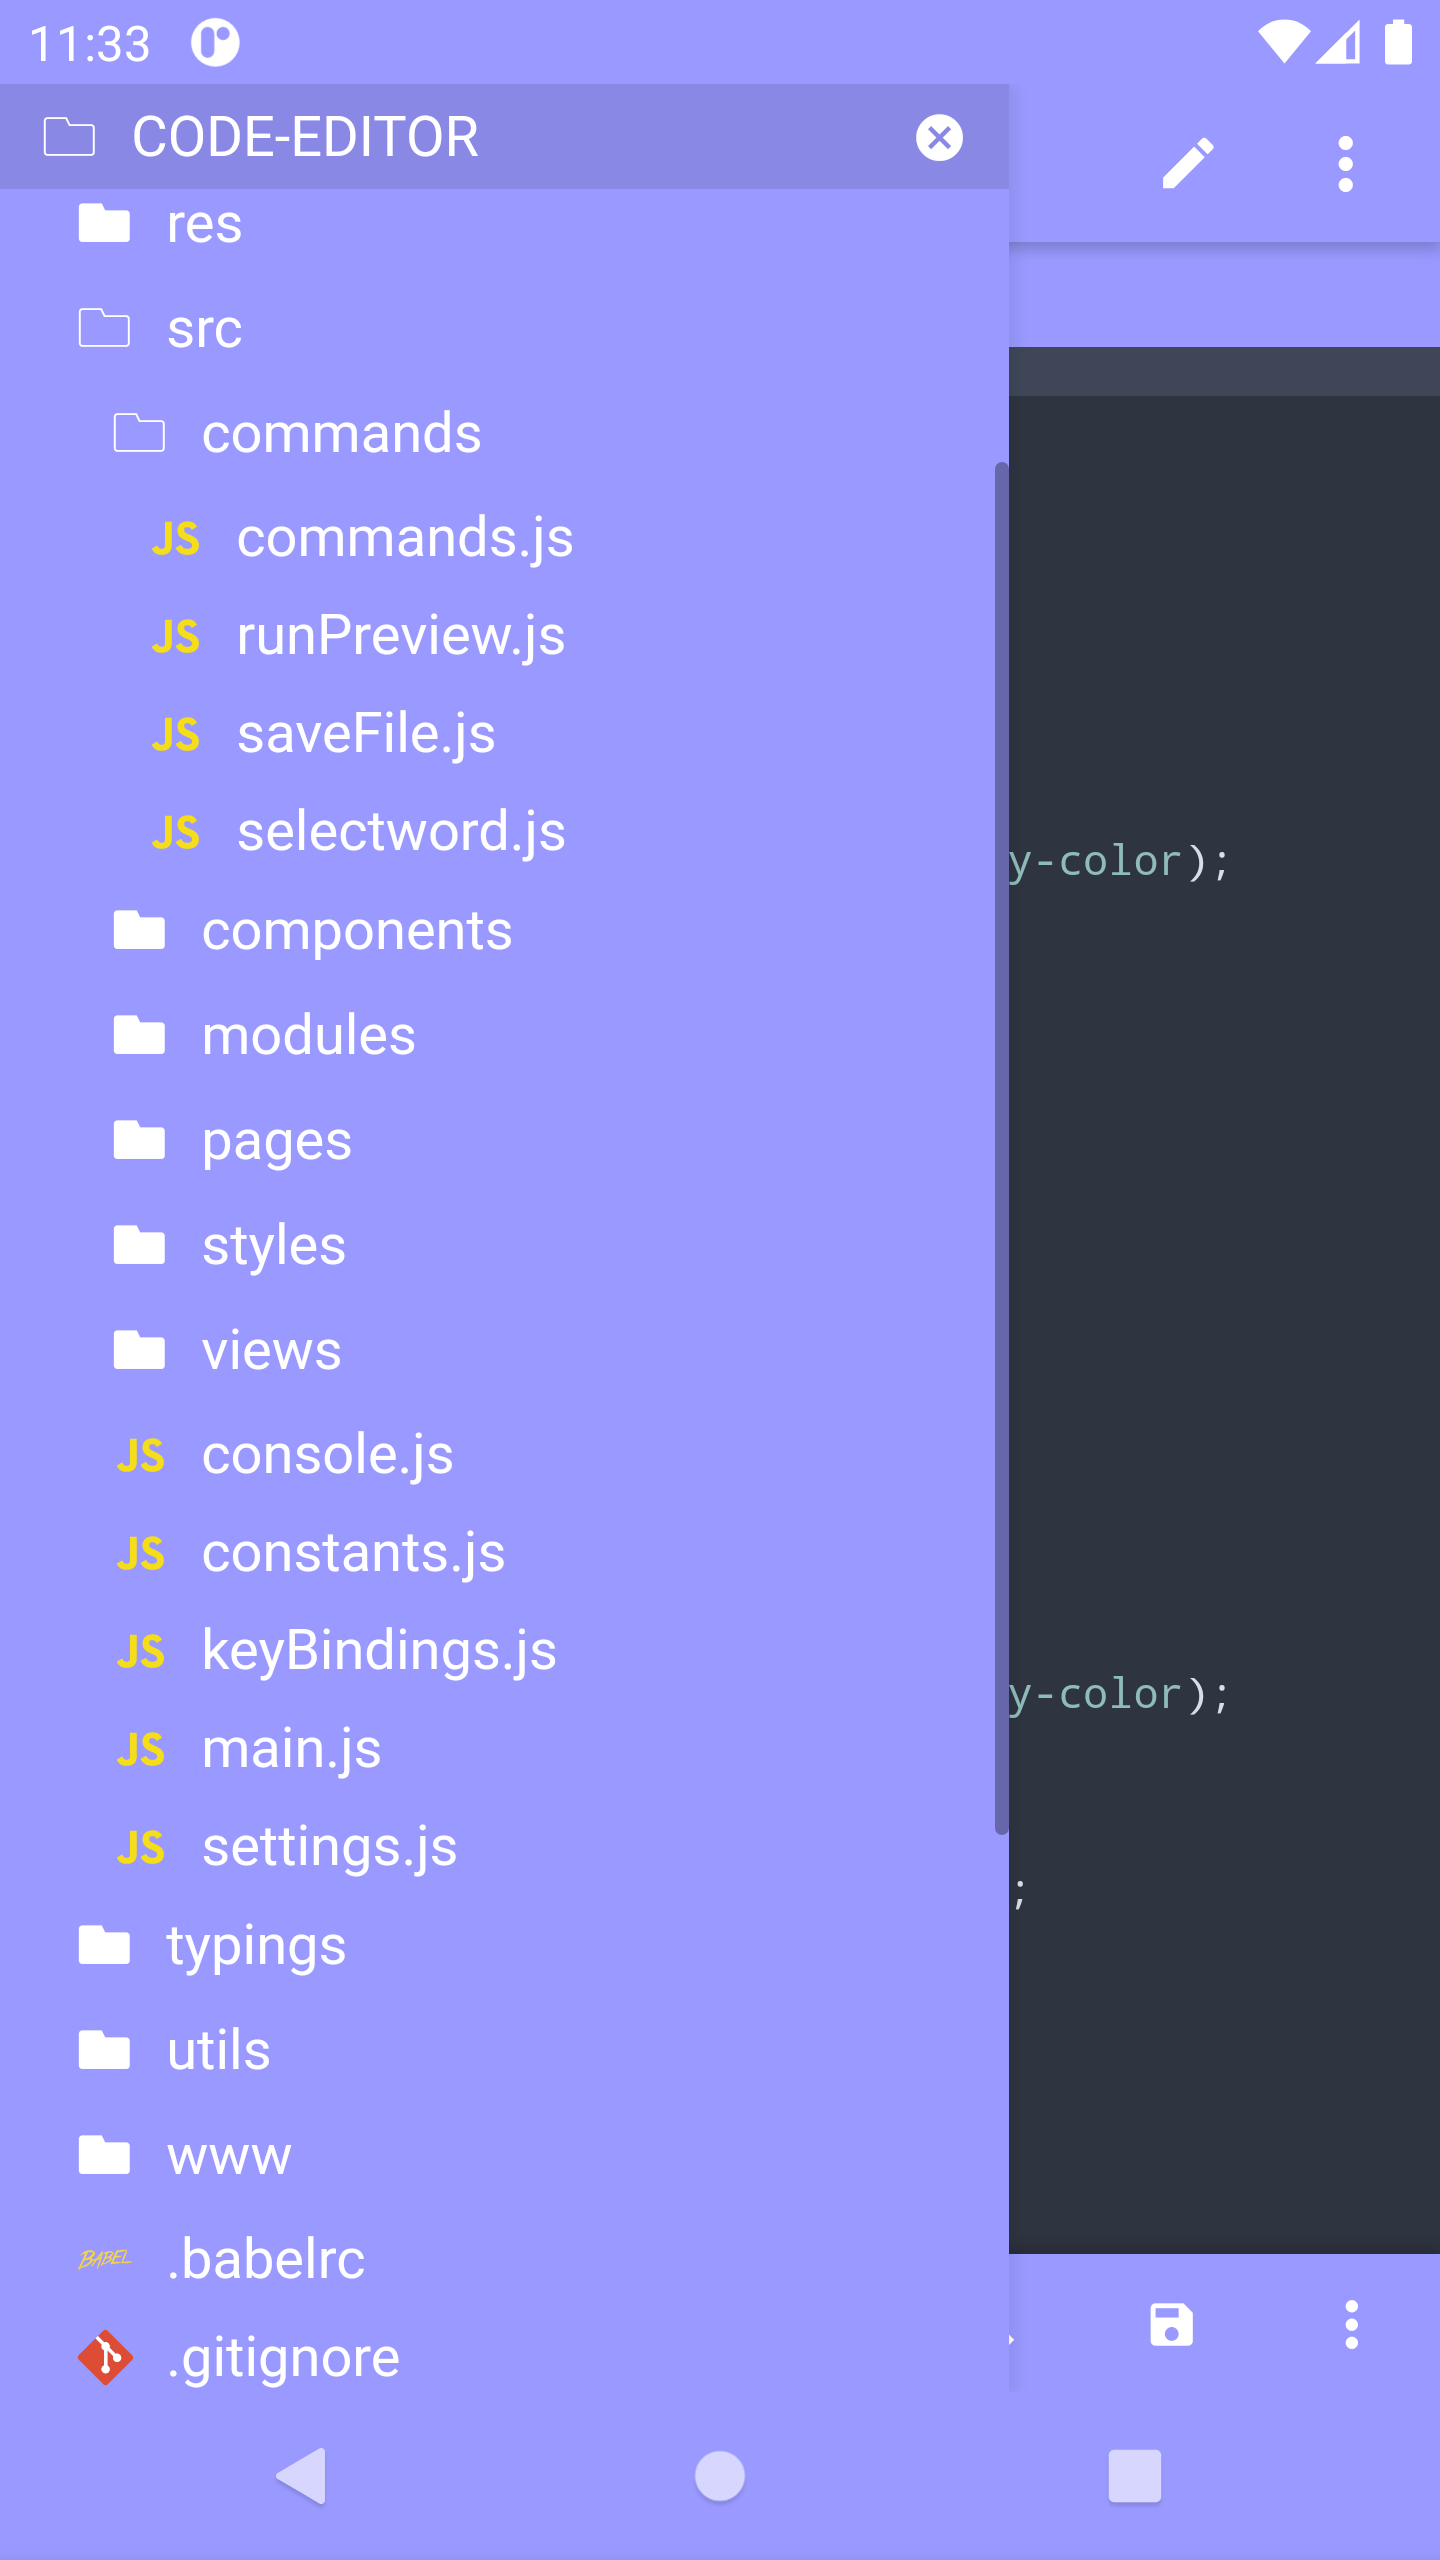 11:33
CODE-EDITOR
res
src
commands
JS commands.js
JS runPreview.js
JS saveFile.js
JS selectword.js
y-color);
components
modules
pages
styles
views
JS console.js
JS constants.js
JS keyBindings.js
y-color);
JS main.js
JS settings.js
;
typings
utils
www
BABEL .babelrc
.gitignore